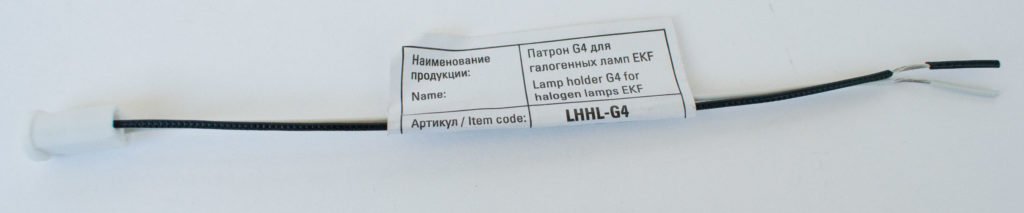 Наименование
продукции:
Name:
Патрон G4 для
галогенных ламп EKF
Lamp holder G4 for
halogen lamps EKF
Артикул / Item code:
LHHL-G4